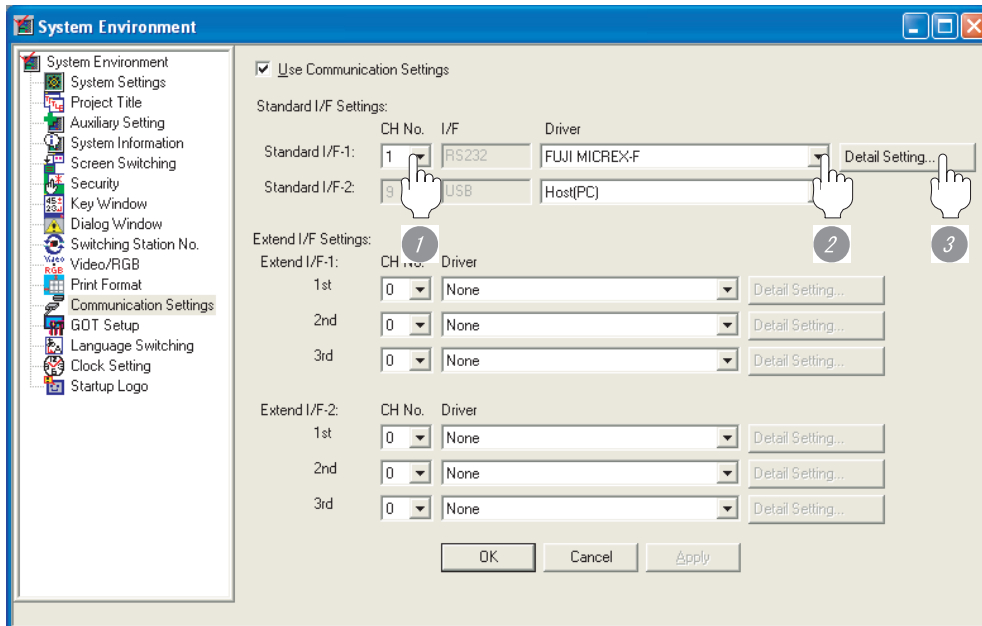 System Environment
System Environment
System Settings
Project Title
Auxiliary Setting
System Information
Screen Switching
Security
Key Window
Dialog Window
Switching Station No.
Video/RGB
Print Format
Communication Settings
GOT Setup
Language Switching
Clock Setting
Startup Logo
Use Communication Settings
Standard I/F Settings:
CH No. I/F Driver
Standard I/F-1: 1 RS232 FUJI MICREX-F Detail Setting...
Standard I/F-2: 9 USB Host(PC)
1 2 3
Extend I/F Settings:
Extend I/F-1: CH No. Driver
1st 0 None Detail Setting...
2nd 0 None Detail Setting...
3rd 0 None Detail Setting...
Extend I/F-2: CH No. Driver
1st 0 None Detail Setting...
2nd 0 None Detail Setting...
3rd 0 None Detail Setting...
OK Cancel Apply